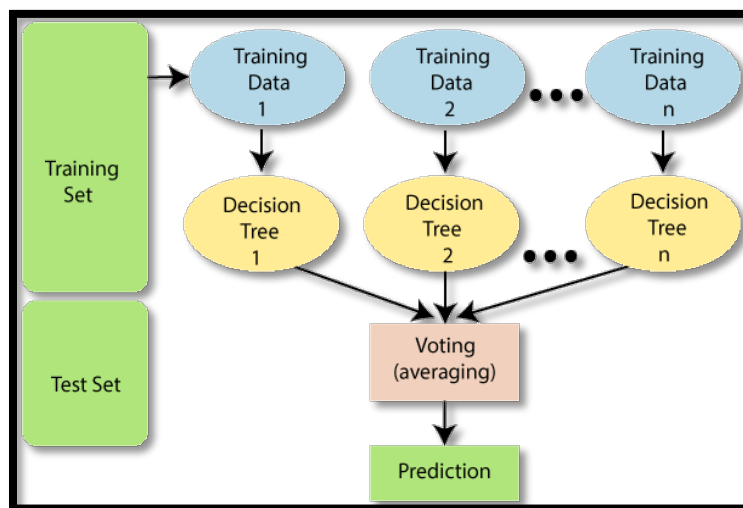 Training
Set
Test Set
Training
Data
1
Training
Data
2
Training
Data
n
Decision
Tree
1
Decision
Tree
2
Decision
Tree
n
Voting
(averaging)
Prediction